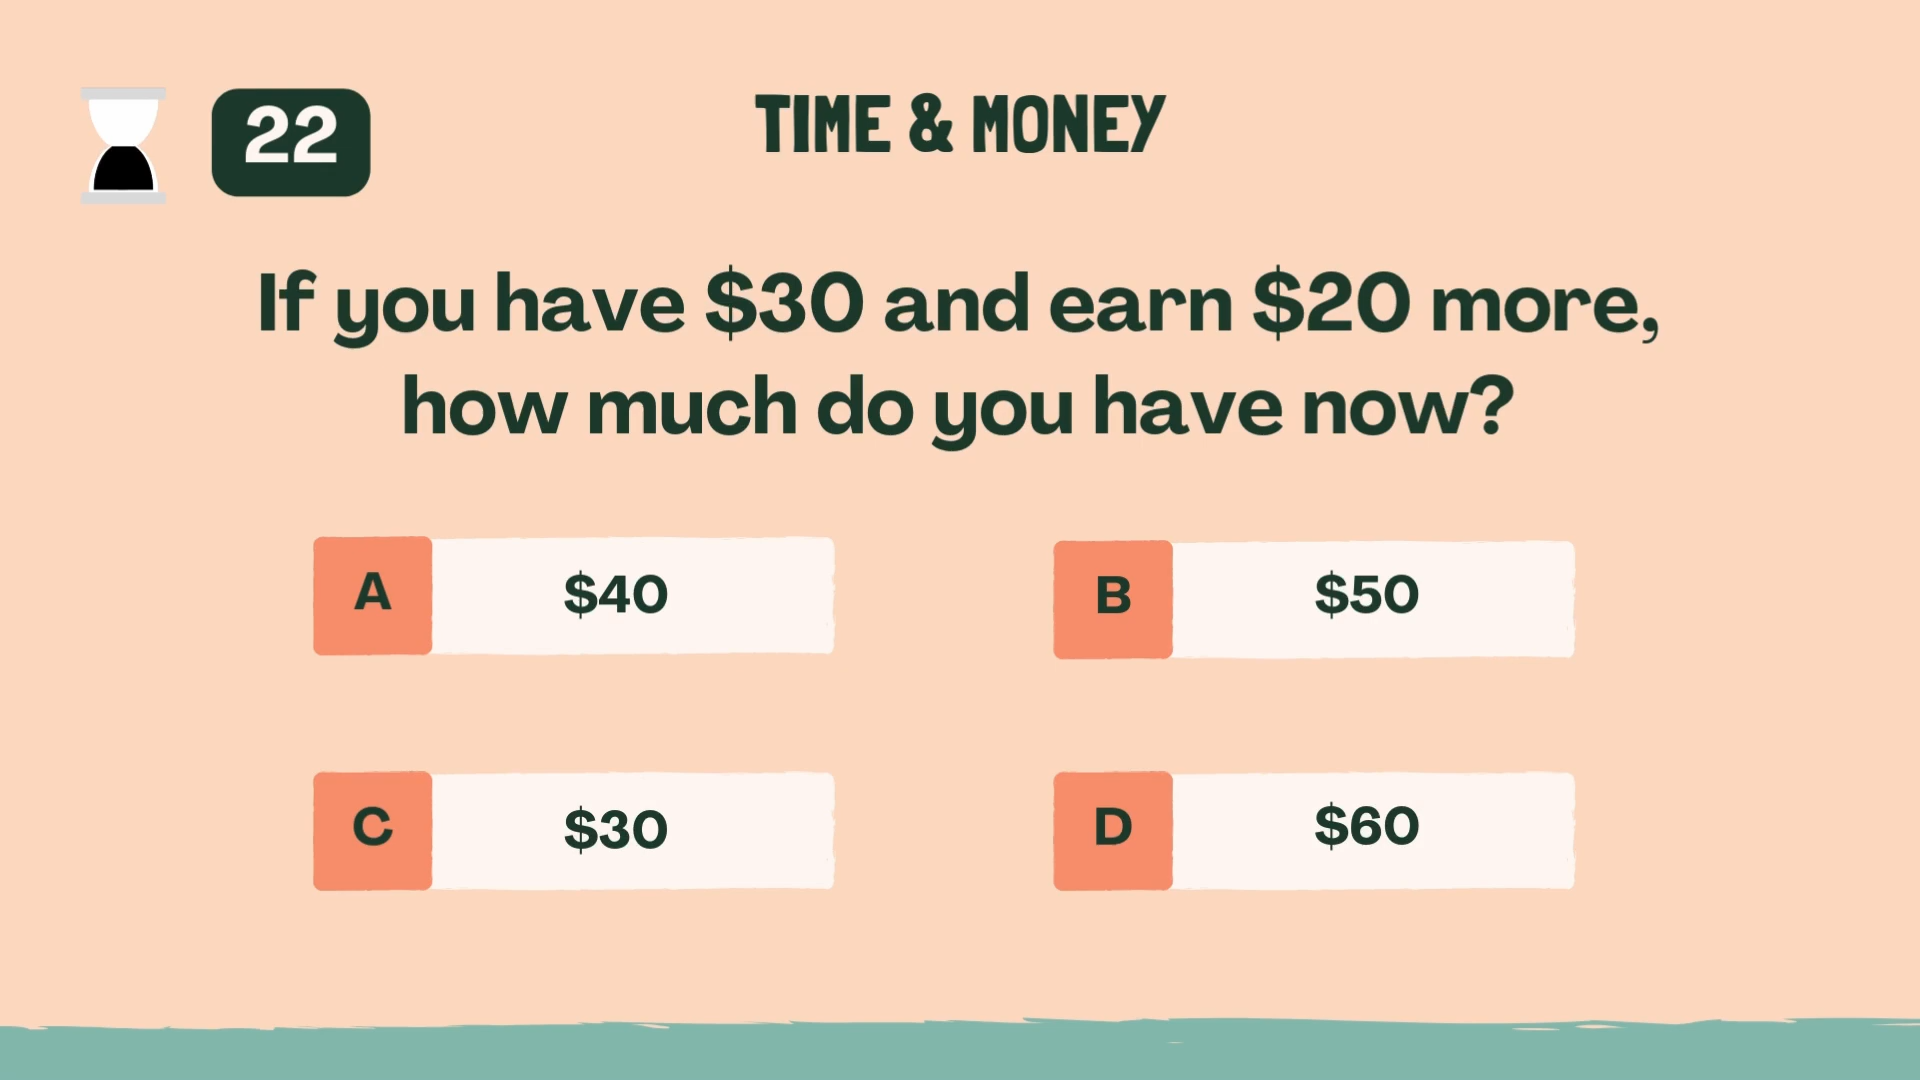 22
TIME & MONEY
If you have $30 and earn $20 more,
how much do you have now?
A $40
B $50
C $30
D $60